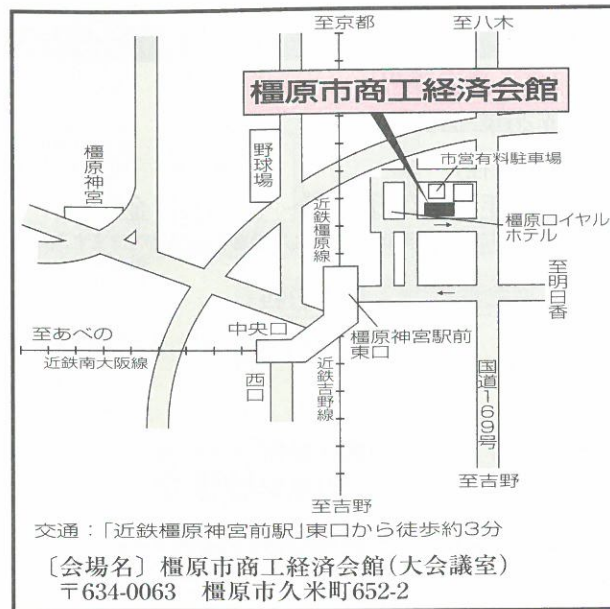 至京都
至八木
橿原市商工経済会館
橿原神宮
野球場
市営有料駐車場
近鉄橿原線
橿原ロイヤル
ホテル
至明日香
至あべの
中央口
橿原神宮駅前
東口
近鉄南大阪線
西口
近鉄吉野線
国道169号
至吉野
至吉野
交通：「近鉄橿原神宮前駅」東口から徒歩約3分
〔会場名〕橿原市商工経済会館(大会議室)
〒634-0063　橿原市久米町652-2